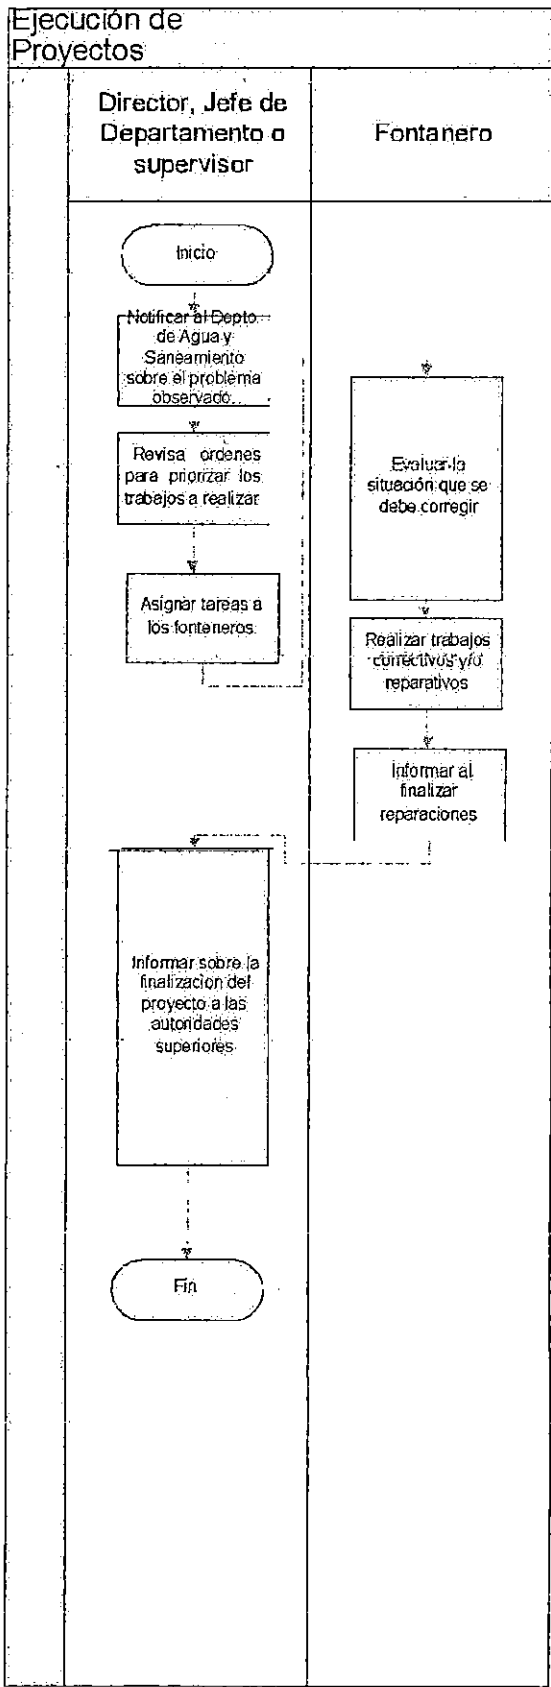 Ejecución de
Proyectos
Director, Jefe de
Departamento o
supervisor
Fontanero
Inicio
Notificar al Depto.
de Agua y
Saneamiento
sobre el problema
observado.
Revisa ordenes
para priorizar los
trabajos a realizar
Asignar tareas a
los fonteneros
Evaluar la
situación que se
debe corregir
Realizar trabajos
correctivos y/o
reparativos
Informar al
finalizar
reparaciones
Informar sobre la
finalizacion del
proyecto a las
autoridades
superiores
Fin